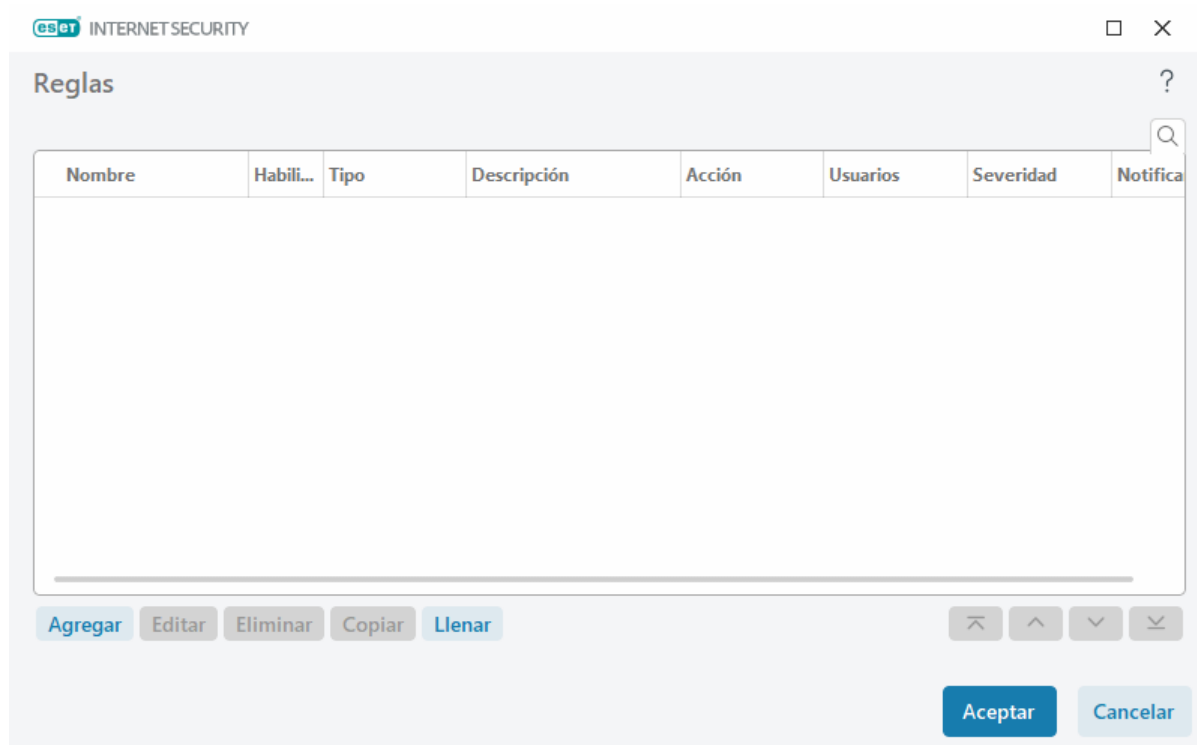 eset INTERNET SECURITY
Reglas
?
Nombre Habili... Tipo Descripción Acción Usuarios Severidad Notifica
Agregar Editar Eliminar Copiar Llenar
Aceptar Cancelar